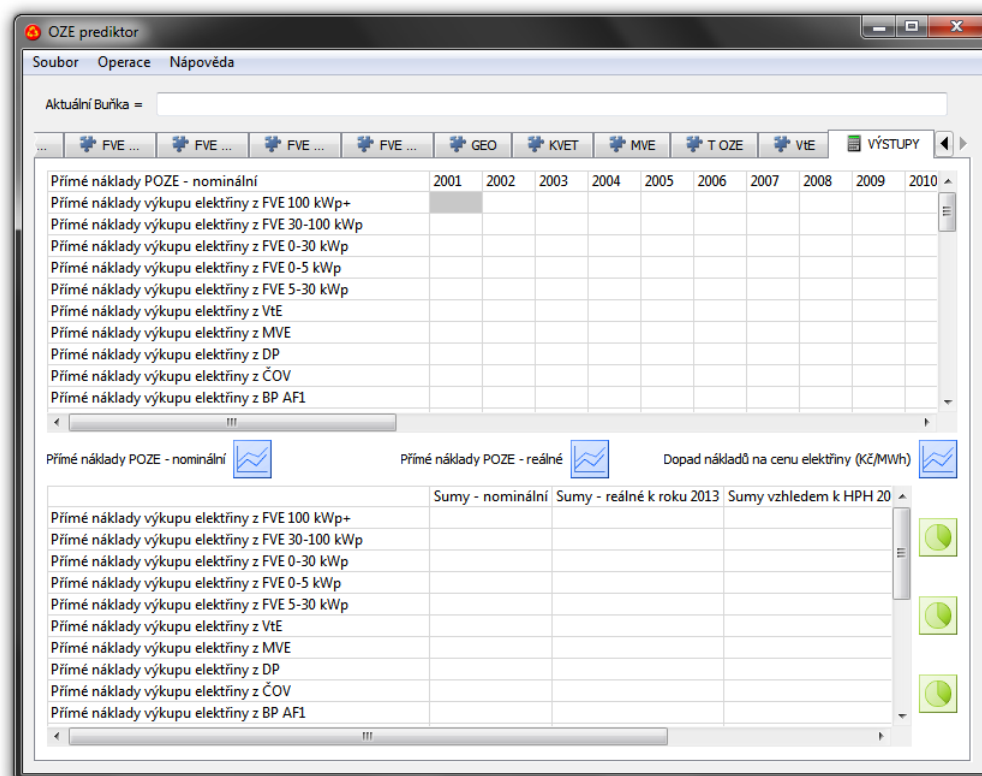 OZE prediktor
Soubor Operace Nápověda
Aktuální Buňka =
... FVE ... FVE ... FVE ... FVE ... GEO KVET MVE T OZE VtE VÝSTUPY
Přímé náklady POZE - nominální 2001 2002 2003 2004 2005 2006 2007 2008 2009 2010
Přímé náklady výkupu elektřiny z FVE 100 kWp+
Přímé náklady výkupu elektřiny z FVE 30-100 kWp
Přímé náklady výkupu elektřiny z FVE 0-30 kWp
Přímé náklady výkupu elektřiny z FVE 0-5 kWp
Přímé náklady výkupu elektřiny z FVE 5-30 kWp
Přímé náklady výkupu elektřiny z VtE
Přímé náklady výkupu elektřiny z MVE
Přímé náklady výkupu elektřiny z DP
Přímé náklady výkupu elektřiny z ČOV
Přímé náklady výkupu elektřiny z BP AF1
Přímé náklady POZE - nominální Přímé náklady POZE - reálné Dopad nákladů na cenu elektřiny (Kč/MWh)
Sumy - nominální Sumy - reálné k roku 2013 Sumy vzhledem k HPH 20
Přímé náklady výkupu elektřiny z FVE 100 kWp+
Přímé náklady výkupu elektřiny z FVE 30-100 kWp
Přímé náklady výkupu elektřiny z FVE 0-30 kWp
Přímé náklady výkupu elektřiny z FVE 0-5 kWp
Přímé náklady výkupu elektřiny z FVE 5-30 kWp
Přímé náklady výkupu elektřiny z VtE
Přímé náklady výkupu elektřiny z MVE
Přímé náklady výkupu elektřiny z DP
Přímé náklady výkupu elektřiny z ČOV
Přímé náklady výkupu elektřiny z BP AF1